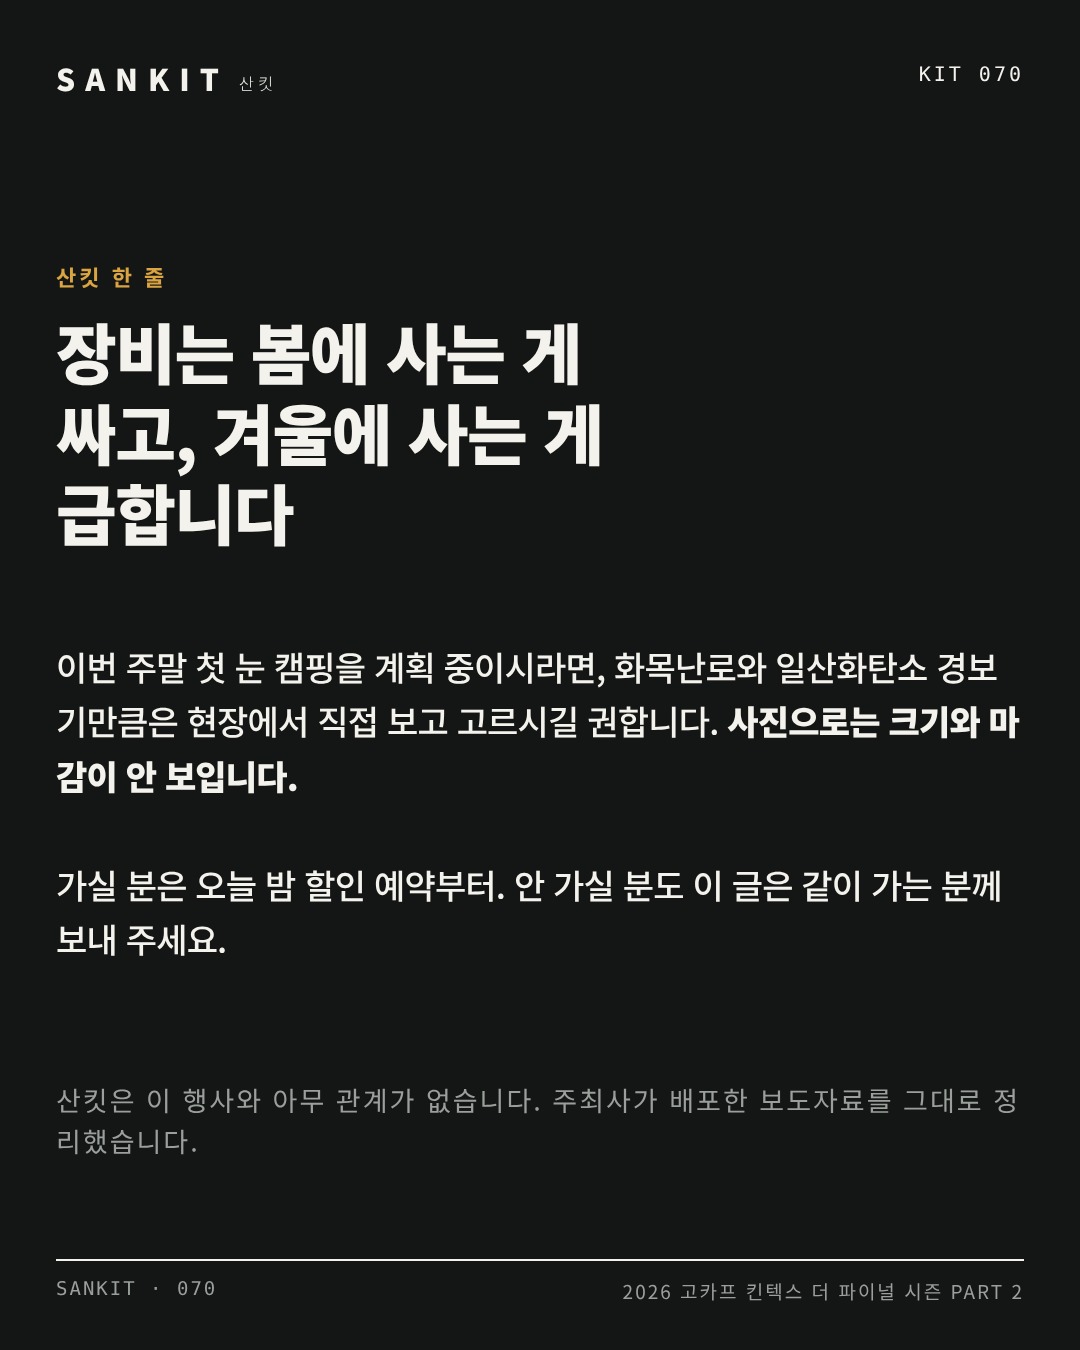 SANKIT 산킷
KIT 070
산킷 한 줄
장비는 봄에 사는 게
싸고, 겨울에 사는 게
급합니다
이번 주말 첫 눈 캠핑을 계획 중이시라면, 화목난로와 일산화탄소 경보
기만큼은 현장에서 직접 보고 고르시길 권합니다. 사진으로는 크기와 마
감이 안 보입니다.
가실 분은 오늘 밤 할인 예약부터. 안 가실 분도 이 글은 같이 가는 분께
보내 주세요.
산킷은 이 행사와 아무 관계가 없습니다. 주최사가 배포한 보도자료를 그대로 정
리했습니다.
SANKIT · 070
2026 고카프 킨텍스 더 파이널 시즌 PART 2